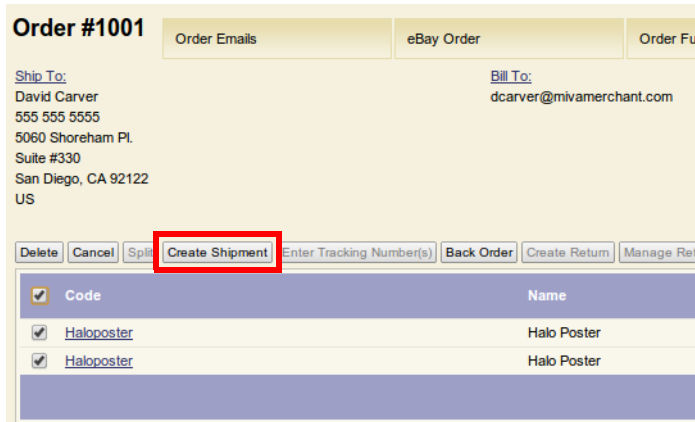 Order #1001
Order Emails
eBay Order
Order Fu
Ship To:
David Carver
555 555 5555
5060 Shoreham Pl.
Suite #330
San Diego, CA 92122
US
Bill To:
dcarver@mivamerchant.com
Delete Cancel Split Create Shipment Enter Tracking Number(s) Back Order Create Return Manage Ret
Code Name
Haloposter Halo Poster
Haloposter Halo Poster